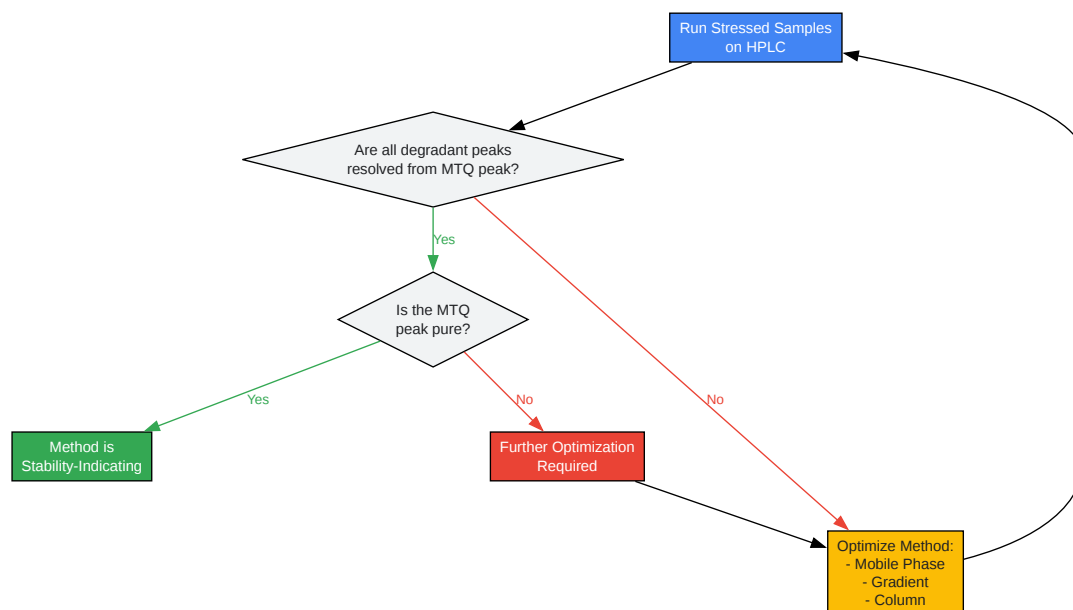 Run Stressed Samples
on HPLC
Are all degradant peaks
resolved from MTQ peak?
Yes
Is the MTQ
peak pure?
Yes
No
No
Method is
Stability-Indicating
Further Optimization
Required
Optimize Method:
- Mobile Phase
- Gradient
- Column